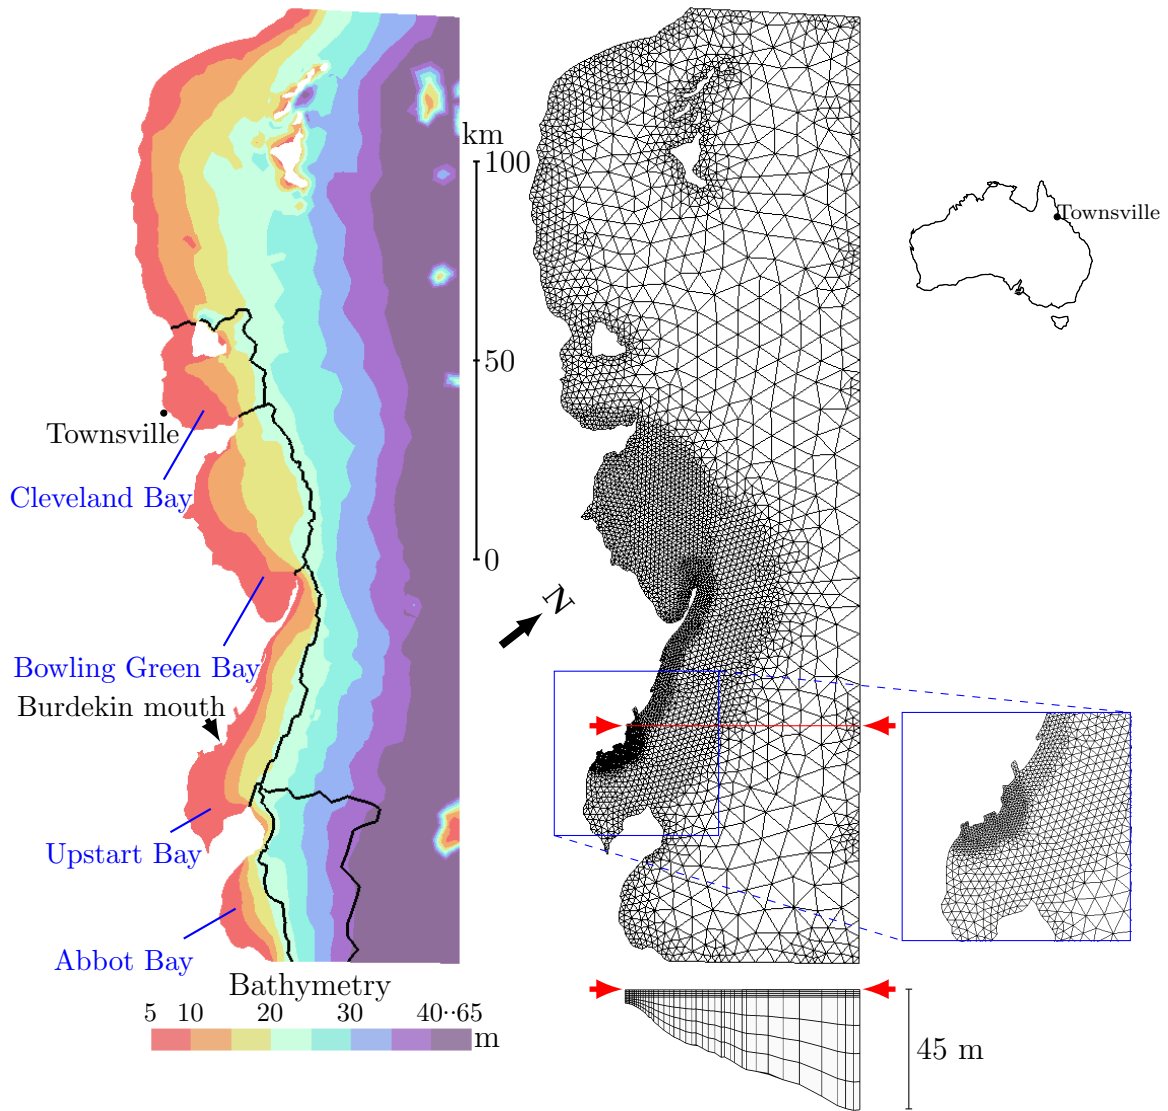 km
100
50
0
Townsville
Townsville
Cleveland Bay
N
Bowling Green Bay
Burdekin mouth
Upstart Bay
Abbot Bay
Bathymetry
5 10 20 30 40··65
m
45 m